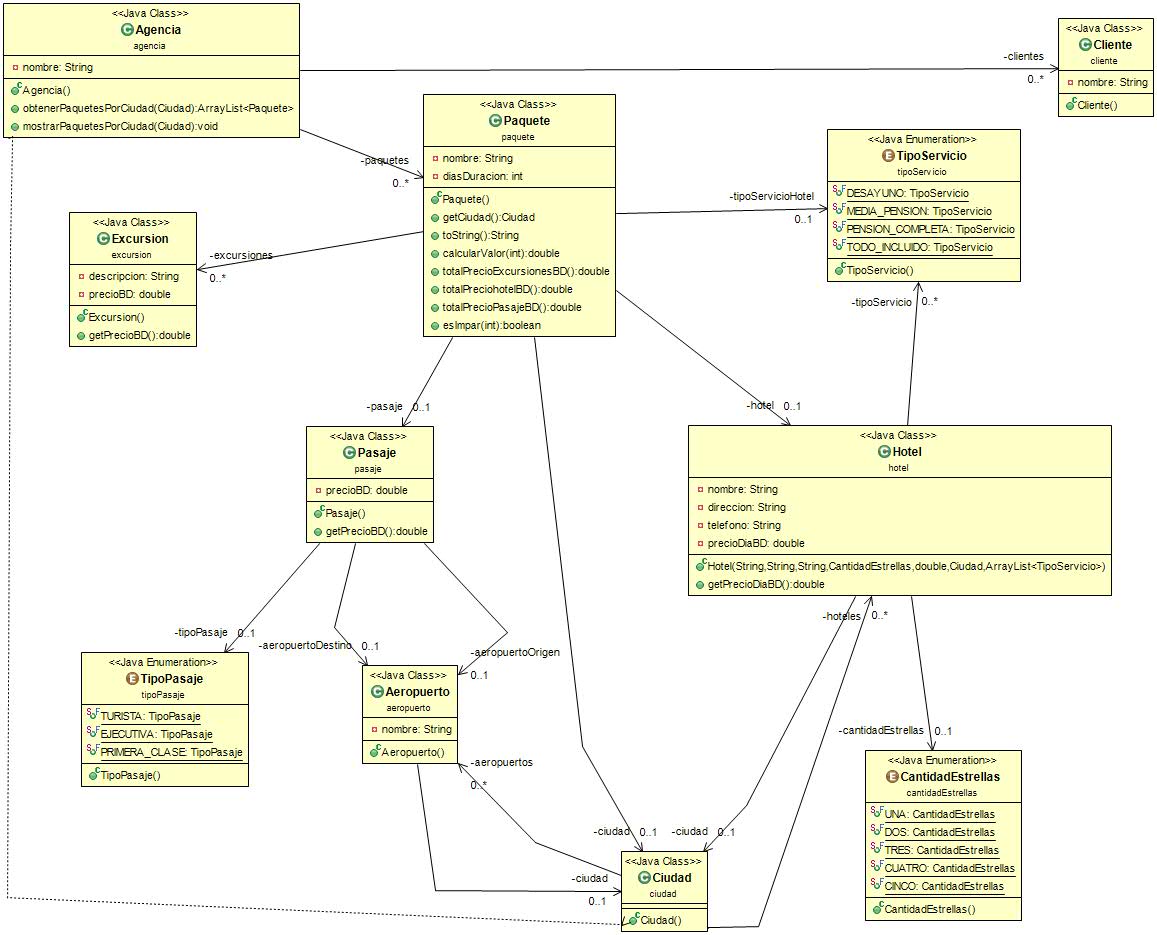 <<Java Class>>
Agencia
agencia
nombre: String
Agencia()
obtenerPaquetesPorCiudad(Ciudad):ArrayList<Paquete>
mostrarPaquetesPorCiudad(Ciudad):void
-clientes
0..*
<<Java Class>>
Cliente
cliente
nombre: String
Cliente()
-paquetes
0..*
<<Java Class>>
Paquete
paquete
nombre: String
diasDuracion: int
Paquete()
getCiudad():Ciudad
toString():String
calcularValor(int):double
totalPrecioExcursionesBD():double
totalPreciohotelBD():double
totalPrecioPasajeBD():double
esImpar(int):boolean
-tipoServicioHotel
0..1
<<Java Enumeration>>
TipoServicio
tipoServicio
DESAYUNO: TipoServicio
MEDIA_PENSION: TipoServicio
PENSION_COMPLETA: TipoServicio
TODO_INCLUIDO: TipoServicio
TipoServicio()
-excursiones
0..*
<<Java Class>>
Excursion
excursion
descripcion: String
precioBD: double
Excursion()
getPrecioBD():double
-tipoServicio
0..*
-pasaje
0..1
-hotel
0..1
<<Java Class>>
Pasaje
pasaje
precioBD: double
Pasaje()
getPrecioBD():double
<<Java Class>>
Hotel
hotel
nombre: String
direccion: String
telefono: String
precioDiaBD: double
Hotel(String,String,String,CantidadEstrellas,double,Ciudad,ArrayList<TipoServicio>)
getPrecioDiaBD():double
-hoteles
0..*
-tipoPasaje
0..1
-aeropuertoDestino
0..1
-aeropuertoOrigen
0..1
<<Java Enumeration>>
TipoPasaje
tipoPasaje
TURISTA: TipoPasaje
EJECUTIVA: TipoPasaje
PRIMERA_CLASE: TipoPasaje
TipoPasaje()
<<Java Class>>
Aeropuerto
aeropuerto
nombre: String
Aeropuerto()
-aeropuertos
0..*
-cantidadEstrellas
0..1
<<Java Enumeration>>
CantidadEstrellas
cantidadEstrellas
UNA: CantidadEstrellas
DOS: CantidadEstrellas
TRES: CantidadEstrellas
CUATRO: CantidadEstrellas
CINCO: CantidadEstrellas
CantidadEstrellas()
-ciudad
0..1
-ciudad
0..1
-ciudad
0..1
<<Java Class>>
Ciudad
ciudad
Ciudad()